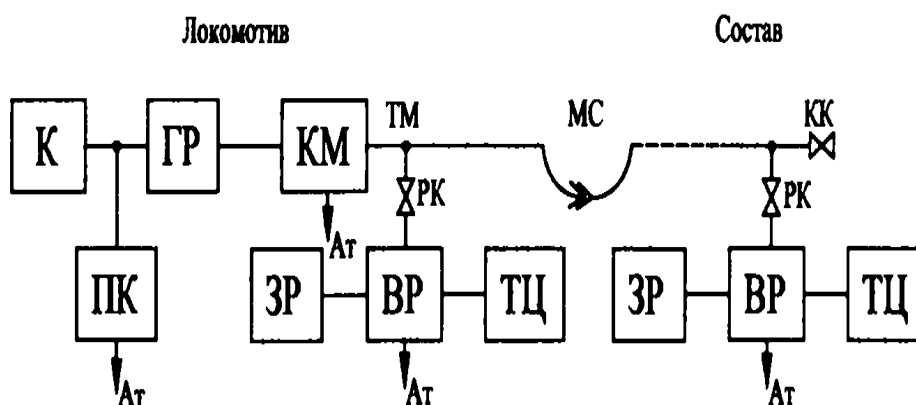 Локомотив
Состав
ТМ
МС
КК
К
ГР
КМ
РК
РК
Ат
ПК
ЗР
ВР
ТЦ
ЗР
ВР
ТЦ
Ат
Ат
Ат